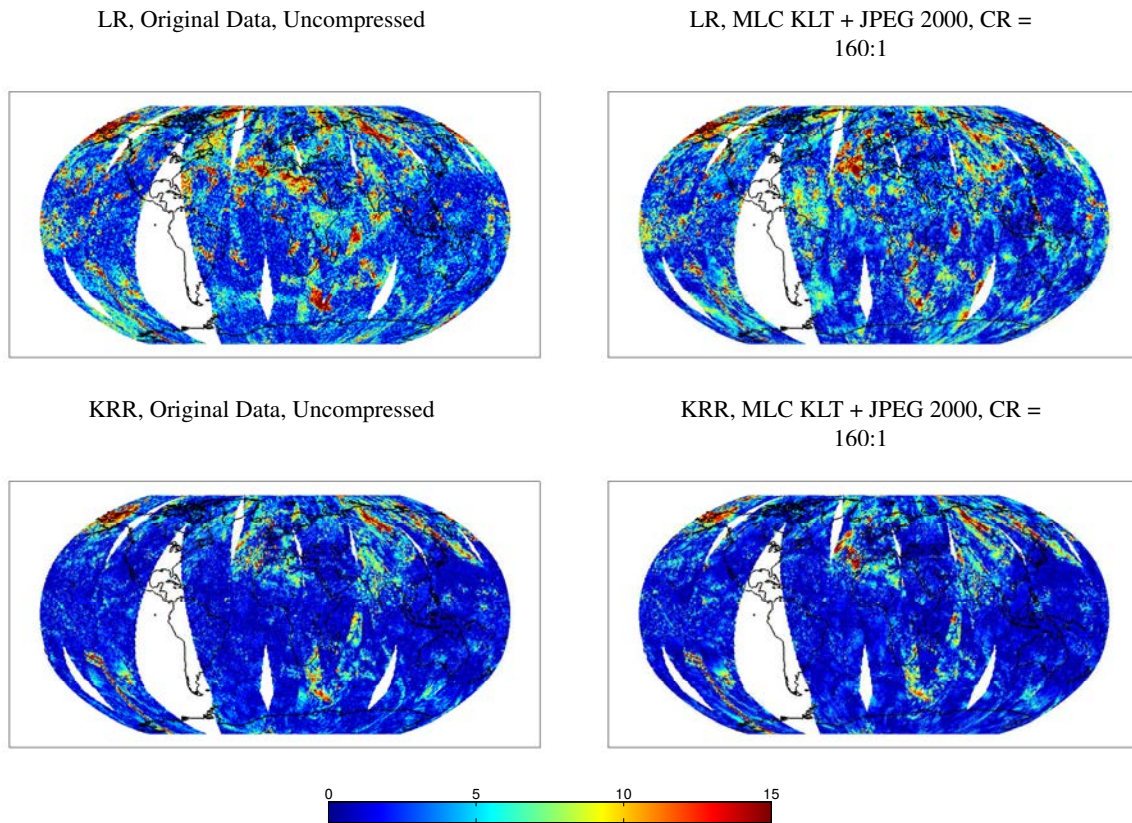 LR, Original Data, Uncompressed
LR, MLC KLT + JPEG 2000, CR =
160:1
KRR, Original Data, Uncompressed
KRR, MLC KLT + JPEG 2000, CR =
160:1
0 5 10 15